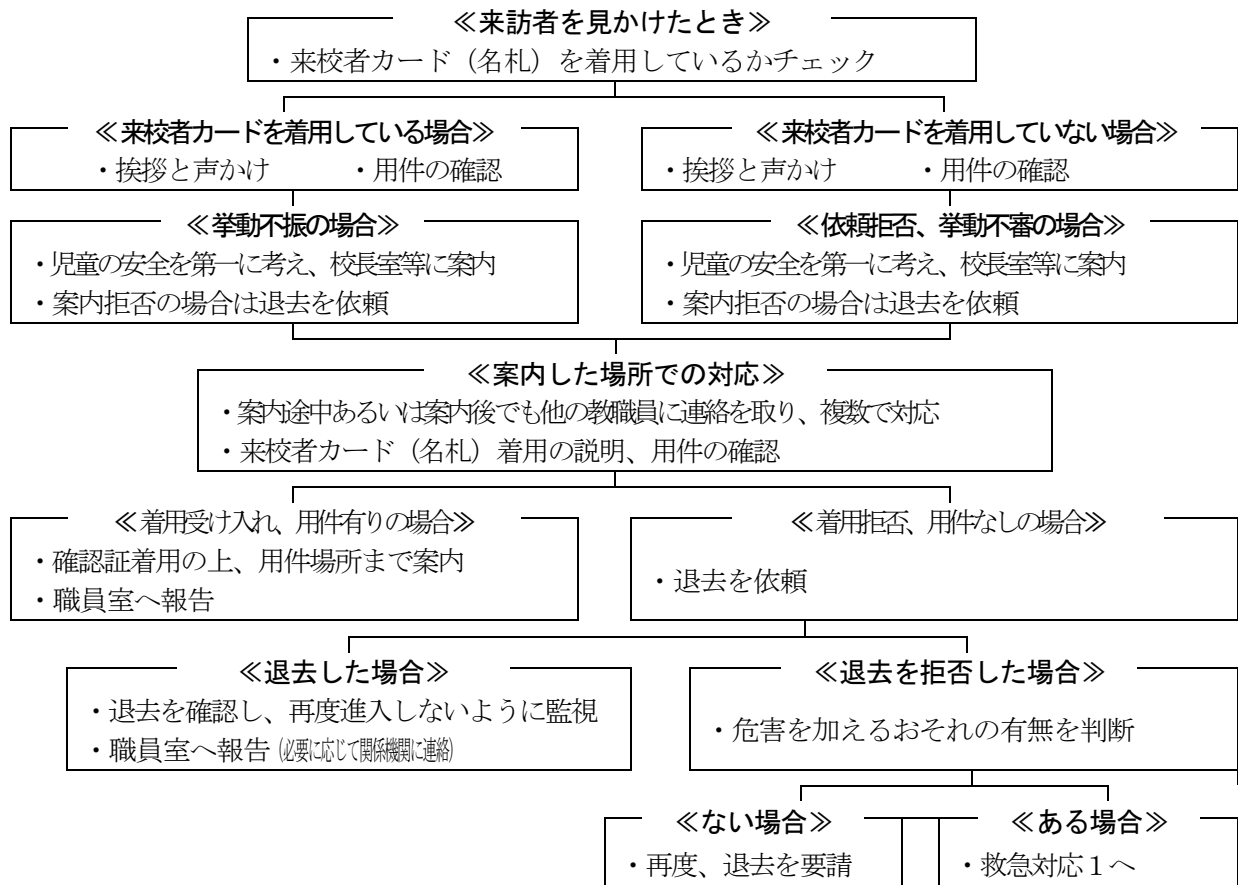 ≪来訪者を見かけたとき≫
・来校者カード（名札）を着用しているかチェック
≪来校者カードを着用している場合≫
・挨拶と声かけ　・用件の確認
≪来校者カードを着用していない場合≫
・挨拶と声かけ　・用件の確認
≪挙動不振の場合≫
・児童の安全を第一に考え、校長室等に案内
・案内拒否の場合は退去を依頼
≪依頼拒否、挙動不審の場合≫
・児童の安全を第一に考え、校長室等に案内
・案内拒否の場合は退去を依頼
≪案内した場所での対応≫
・案内途中あるいは案内後でも他の教職員に連絡を取り、複数で対応
・来校者カード（名札）着用の説明、用件の確認
≪着用受け入れ、用件有りの場合≫
・確認証着用の上、用件場所まで案内
・職員室へ報告
≪着用拒否、用件なしの場合≫
・退去を依頼
≪退去した場合≫
・退去を確認し、再度進入しないように監視
・職員室へ報告（必要に応じて関係機関に連絡）
≪退去を拒否した場合≫
・危害を加えるおそれの有無を判断
≪ない場合≫
・再度、退去を要請
≪ある場合≫
・救急対応１へ